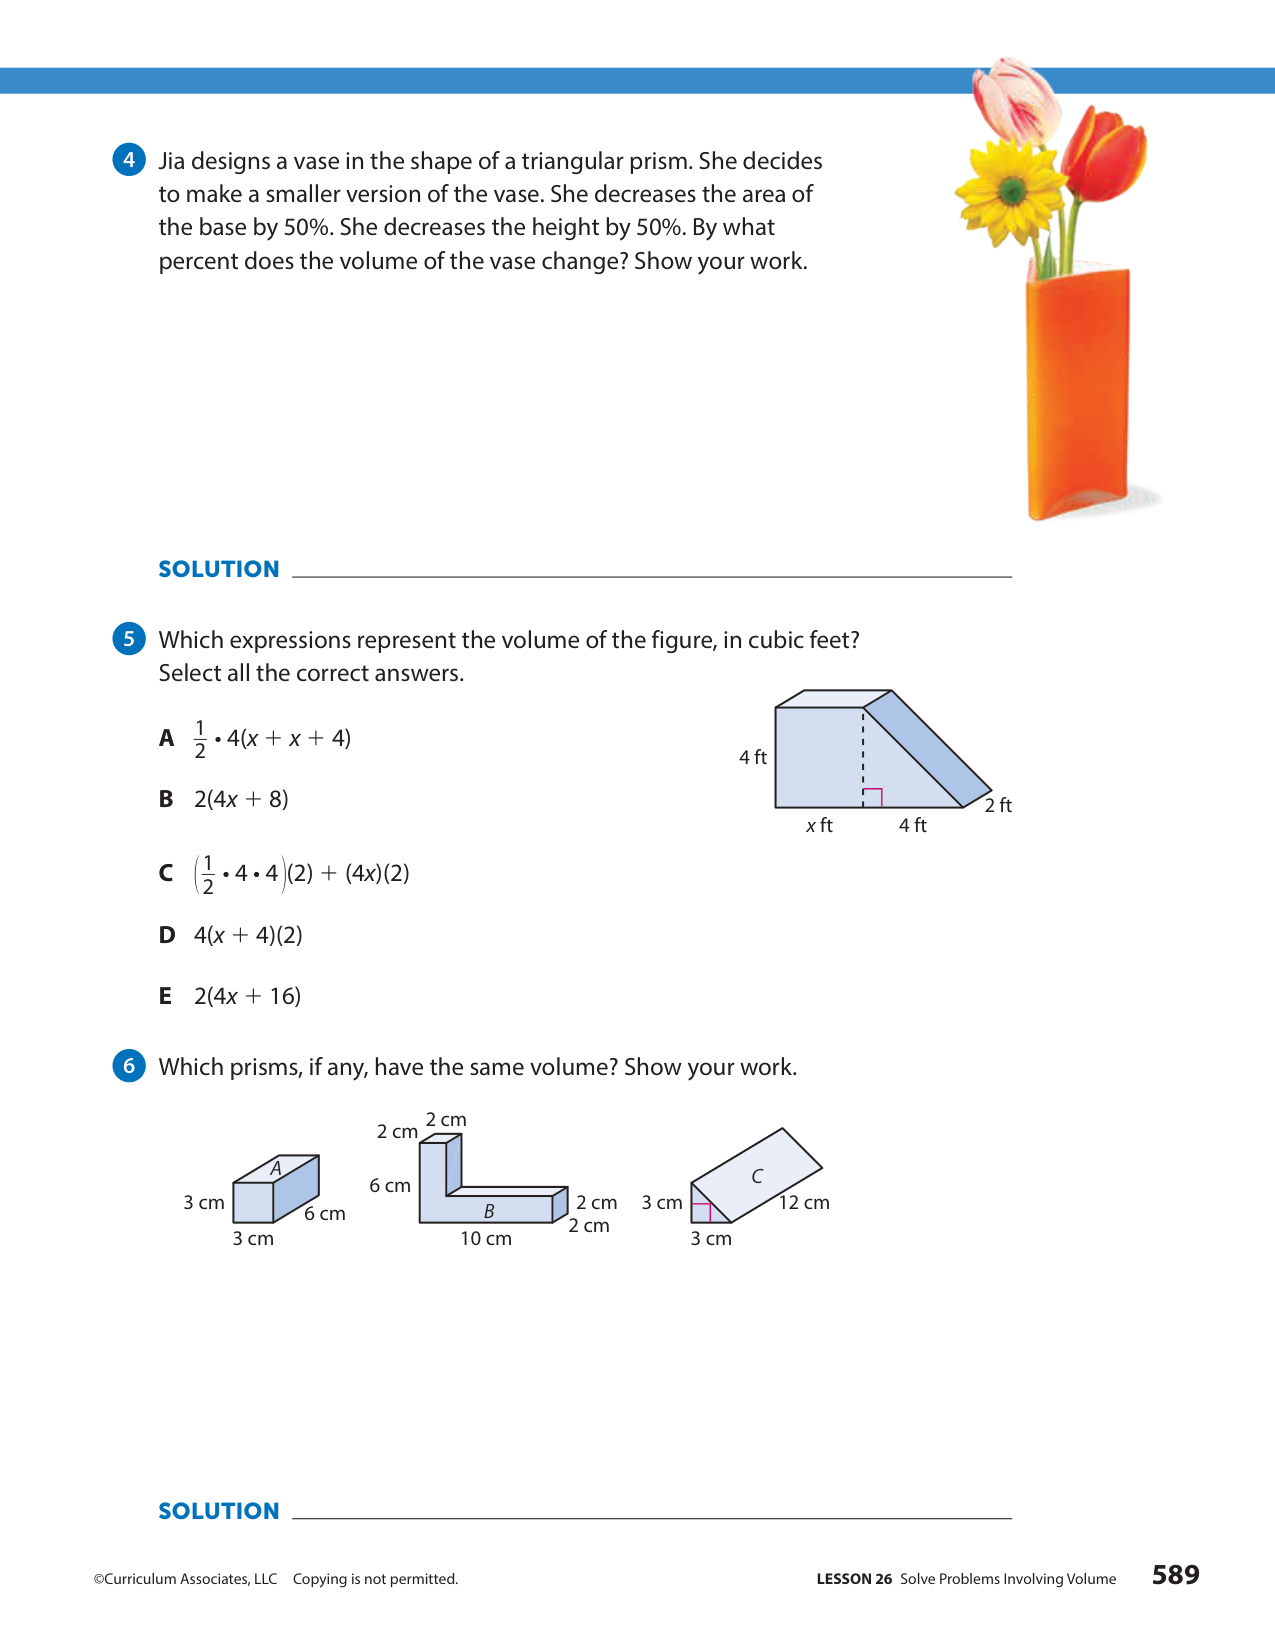 4 Jia designs a vase in the shape of a triangular prism. She decides
to make a smaller version of the vase. She decreases the area of
the base by 50%. She decreases the height by 50%. By what
percent does the volume of the vase change? Show your work.
SOLUTION
5 Which expressions represent the volume of the figure, in cubic feet?
Select all the correct answers.
A 1/2 • 4(x + x + 4)
B 2(4x + 8)
C (1/2 • 4 • 4)(2) + (4x)(2)
D 4(x + 4)(2)
E 2(4x + 16)
4 ft
x ft
4 ft
2 ft
6 Which prisms, if any, have the same volume? Show your work.
A
3 cm
6 cm
3 cm
2 cm
2 cm
6 cm
B
2 cm
2 cm
10 cm
C
3 cm
12 cm
3 cm
SOLUTION
©Curriculum Associates, LLC Copying is not permitted.
LESSON 26 Solve Problems Involving Volume 589